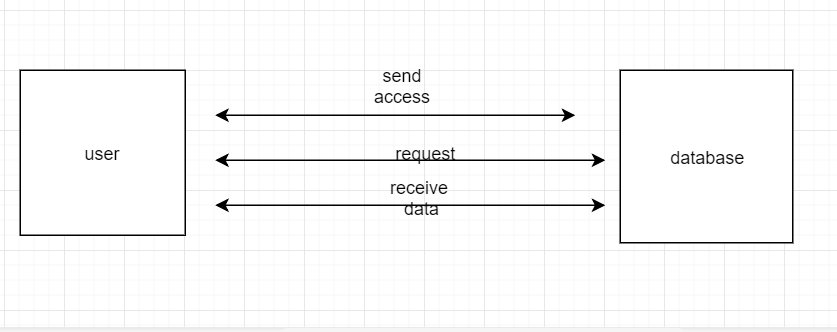 send
access
user
request
database
receive
data